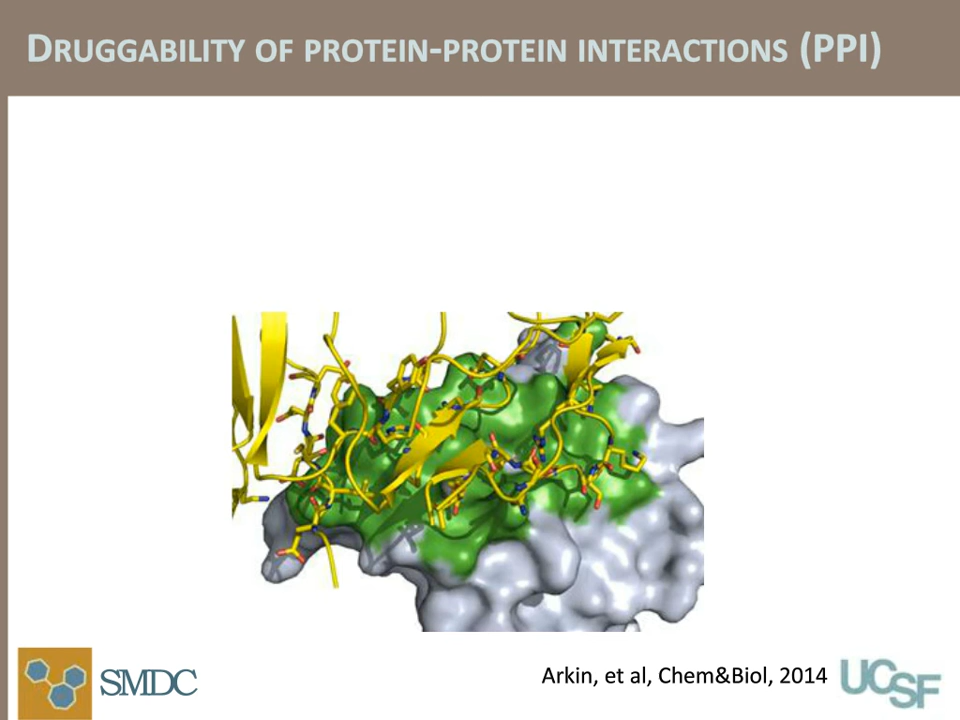 DRUGGABILITY OF PROTEIN-PROTEIN INTERACTIONS (PPI)
SMDC
Arkin, et al, Chem&Biol, 2014
UCSF